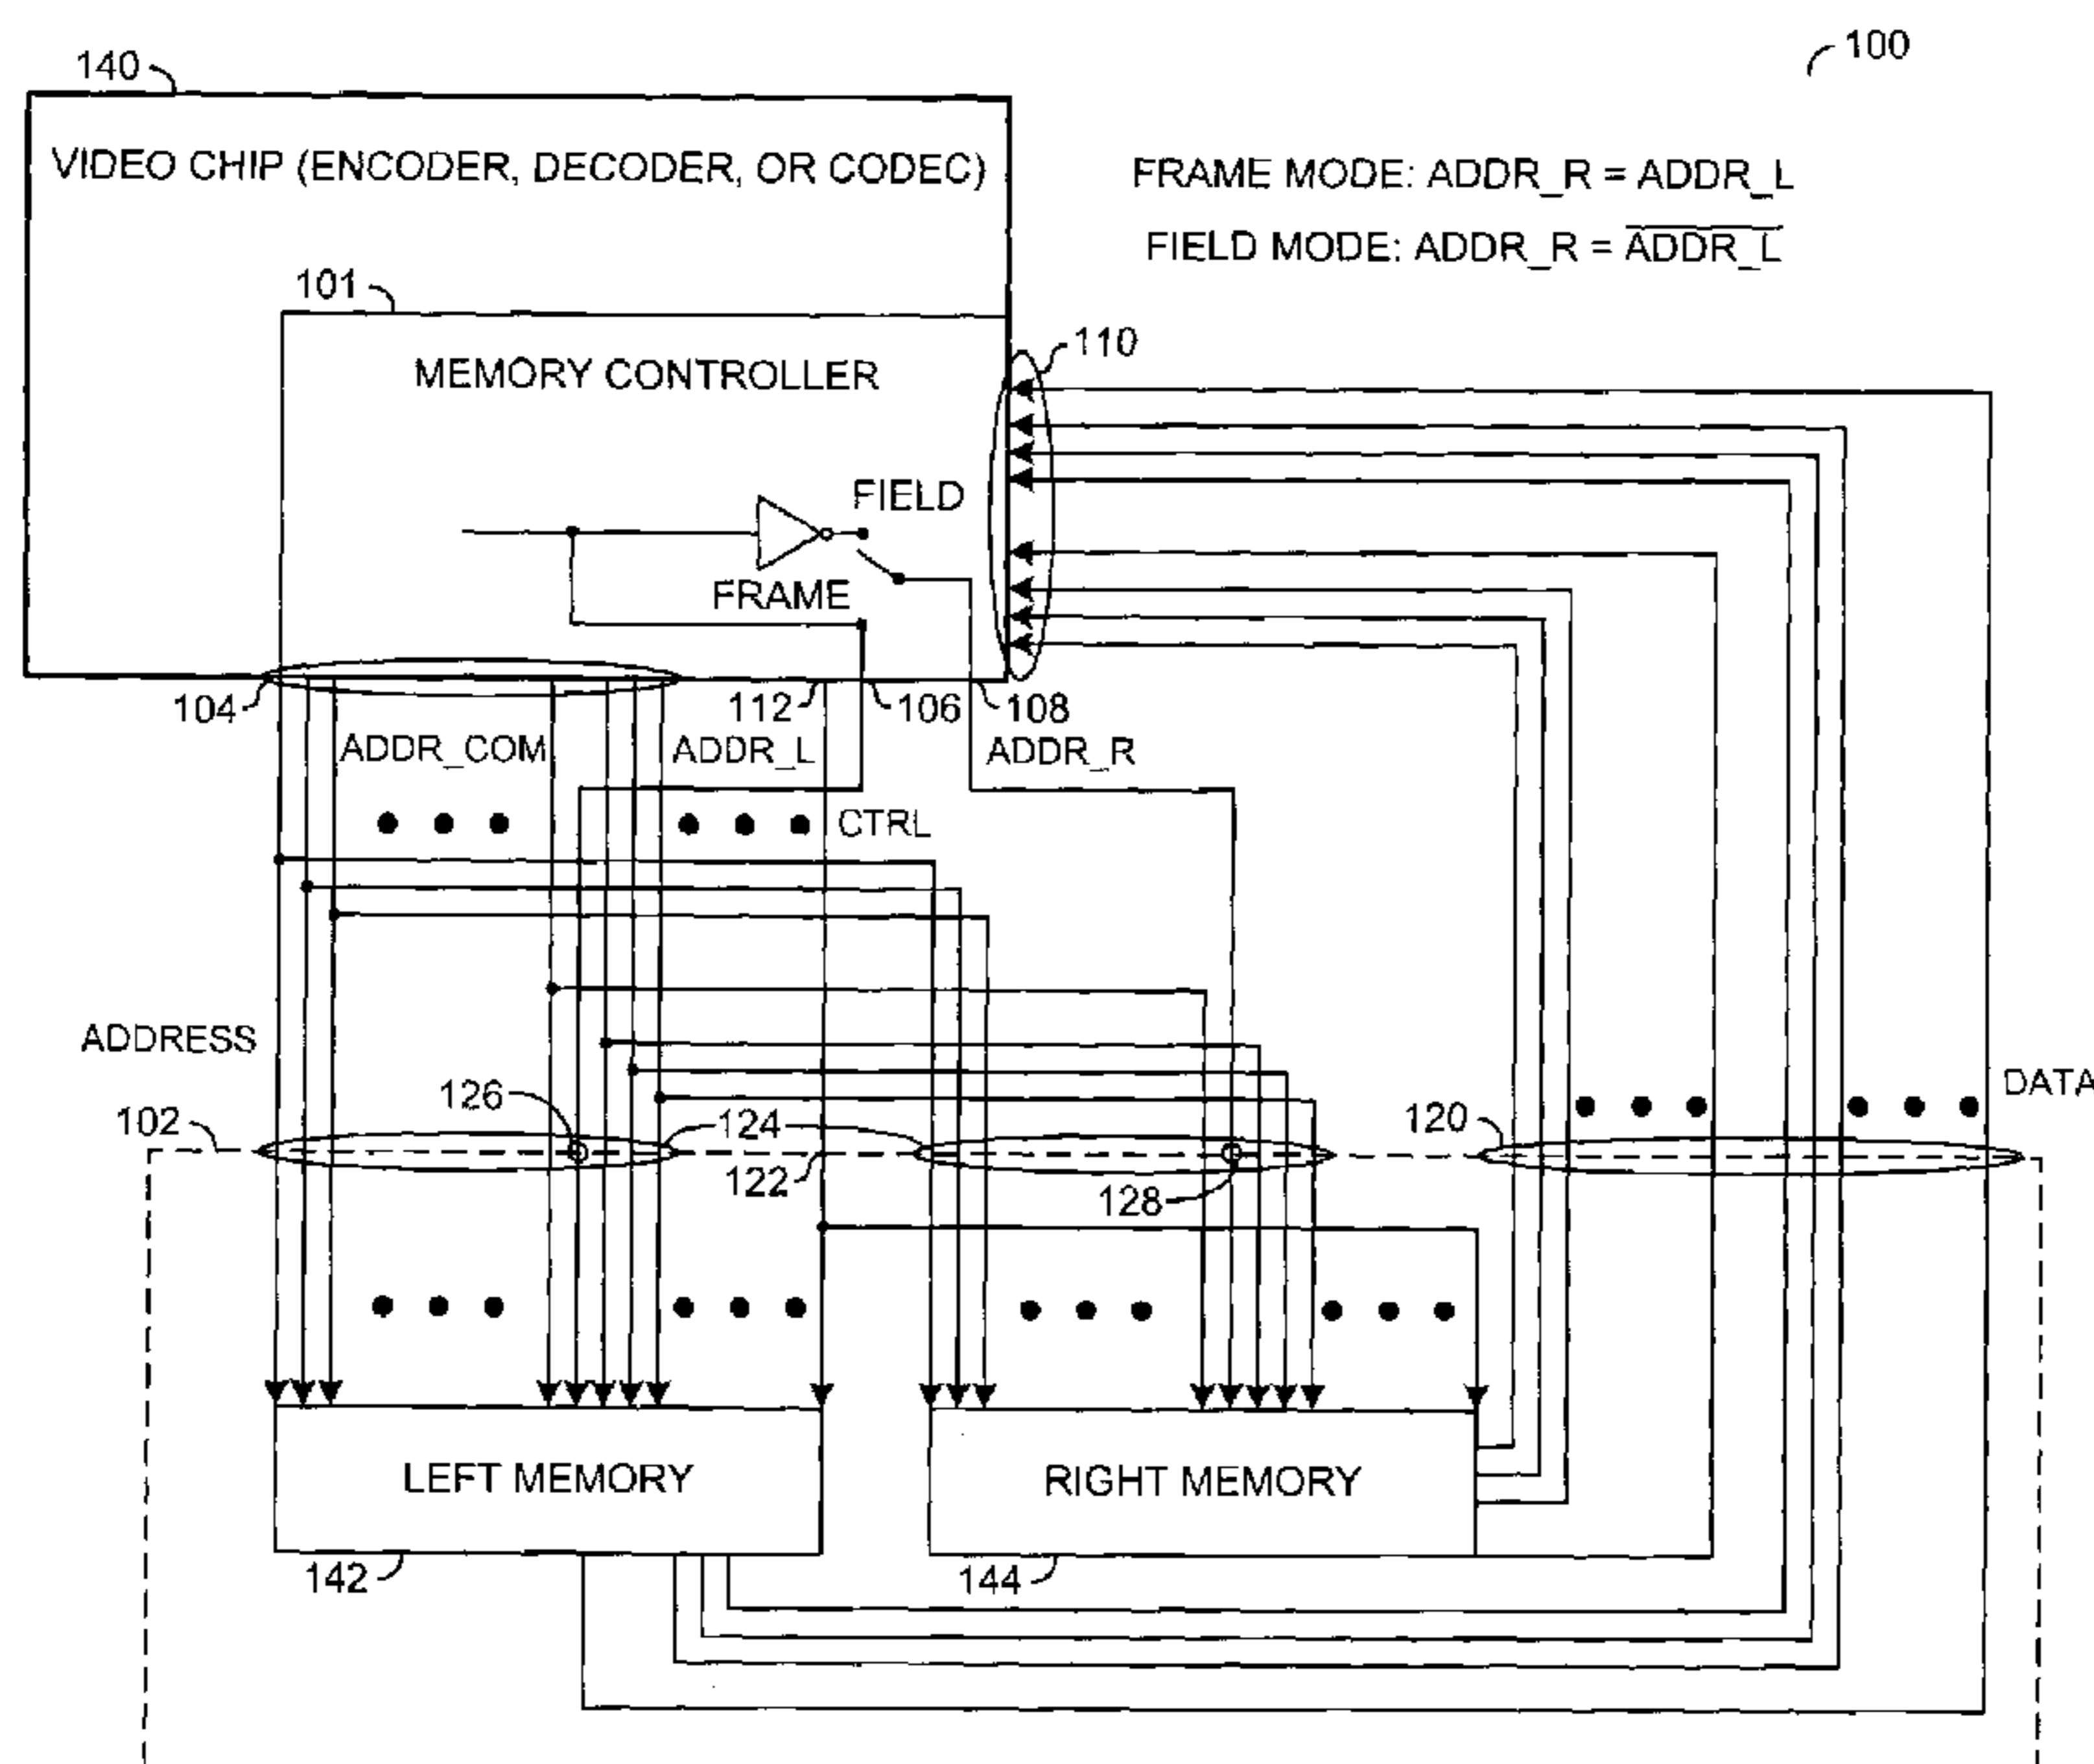 100
140
VIDEO CHIP (ENCODER, DECODER, OR CODEC)
FRAME MODE: ADDR_R = ADDR_L
FIELD MODE: ADDR_R = ADDR_L
101
MEMORY CONTROLLER
110
FIELD
FRAME
104
112
106
108
ADDR_COM
ADDR_L
ADDR_R
CTRL
ADDRESS
DATA
102
126
124
122
128
120
LEFT MEMORY
RIGHT MEMORY
142
144